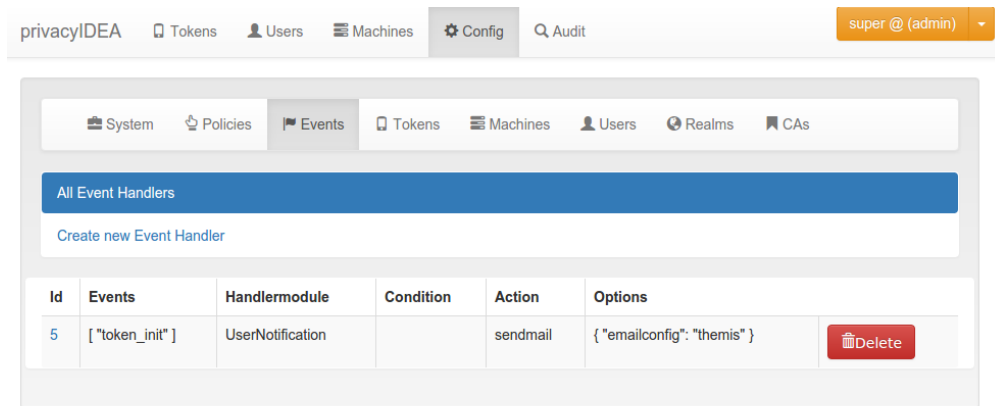 privacyIDEA Tokens Users Machines Config Audit super @ (admin)
System Policies Events Tokens Machines Users Realms CAs
All Event Handlers
Create new Event Handler
Id Events Handlermodule Condition Action Options
5 [ "token_init" ] UserNotification sendmail { "emailconfig": "themis" } Delete